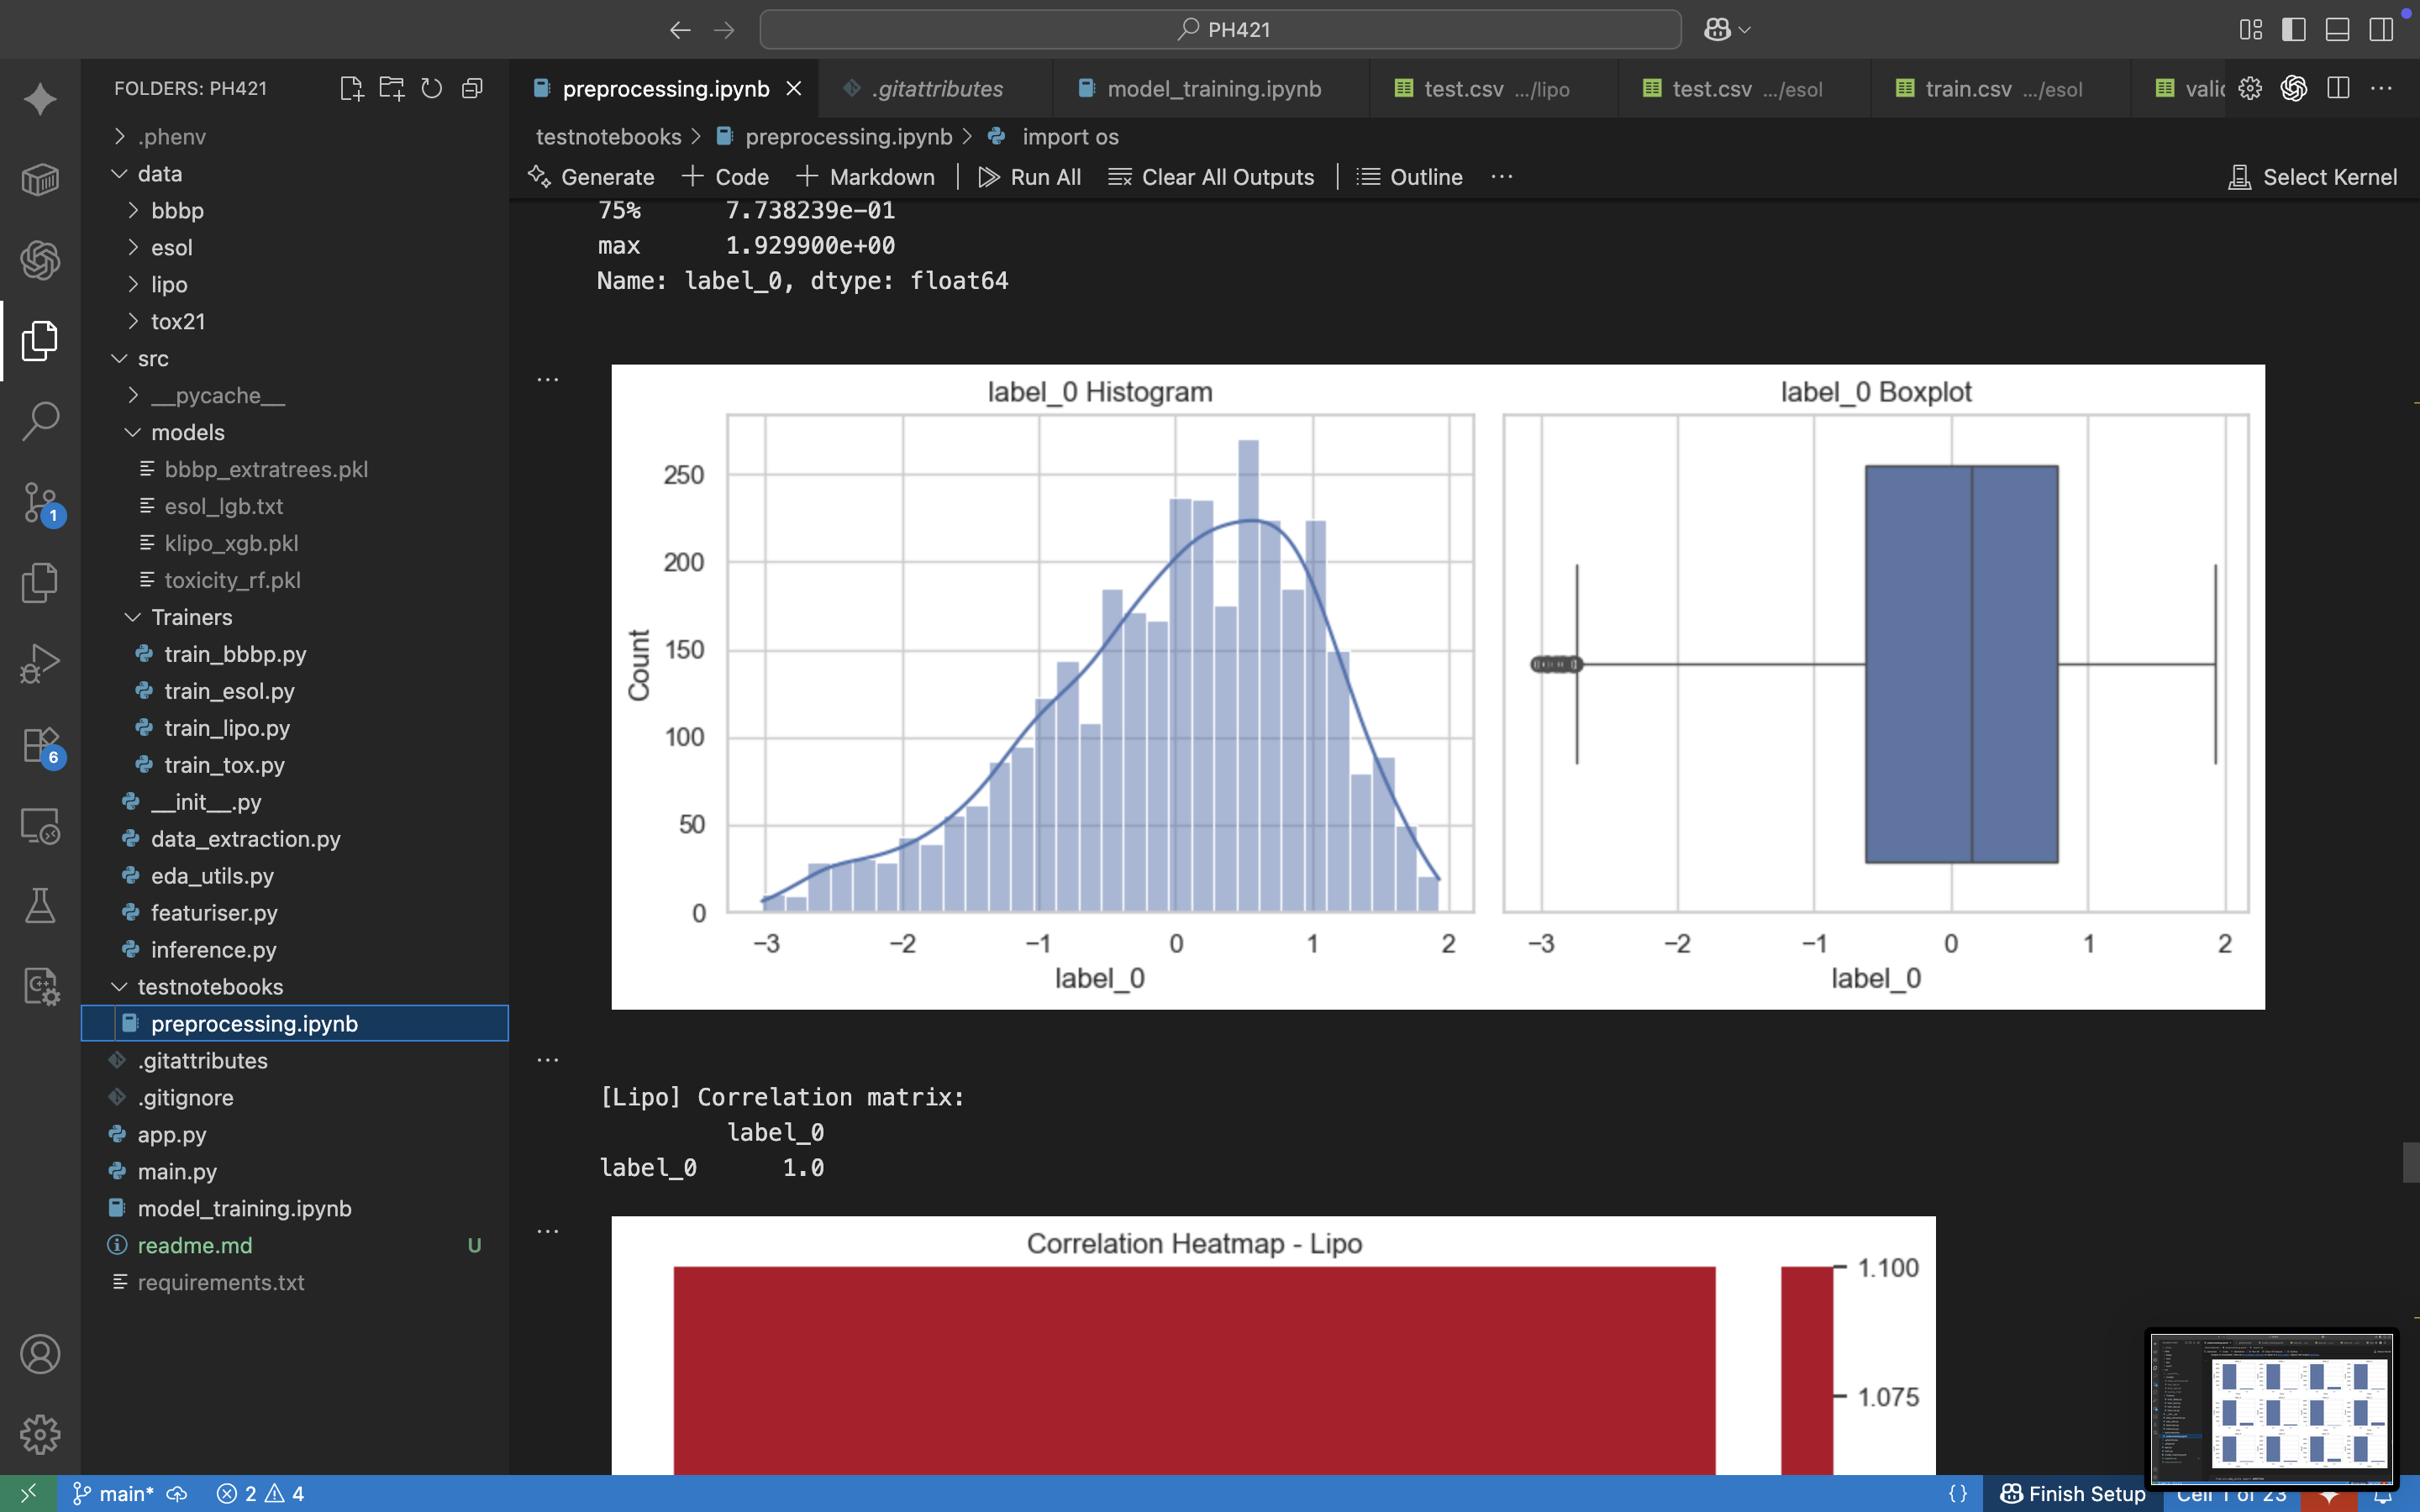 PH421
FOLDERS: PH421
.phenv
data
bbbp
esol
lipo
tox21
src
__pycache__
models
bbbp_extratrees.pkl
esol_lgb.txt
klipo_xgb.pkl
toxicity_rf.pkl
Trainers
train_bbbp.py
train_esol.py
train_lipo.py
train_tox.py
__init__.py
data_extraction.py
eda_utils.py
featuriser.py
inference.py
testnotebooks
preprocessing.ipynb
.gitattributes
.gitignore
app.py
main.py
model_training.ipynb
readme.md U
requirements.txt
1
6
preprocessing.ipynb .gitattributes model_training.ipynb test.csv .../lipo test.csv .../esol train.csv .../esol
testnotebooks > preprocessing.ipynb > import os
Generate + Code + Markdown | Run All Clear All Outputs | Outline ... Select Kernel
75% 7.738239e-01
max 1.929900e+00
Name: label_0, dtype: float64
label_0 Histogram
250
200
150
100
50
0
Count
−3 −2 −1 0 1 2
label_0
label_0 Boxplot
−3 −2 −1 0 1 2
label_0
[Lipo] Correlation matrix:
label_0
label_0 1.0
Correlation Heatmap - Lipo
1.100
1.075
main* 2 4
{} Finish Setup Cell 1 of 23